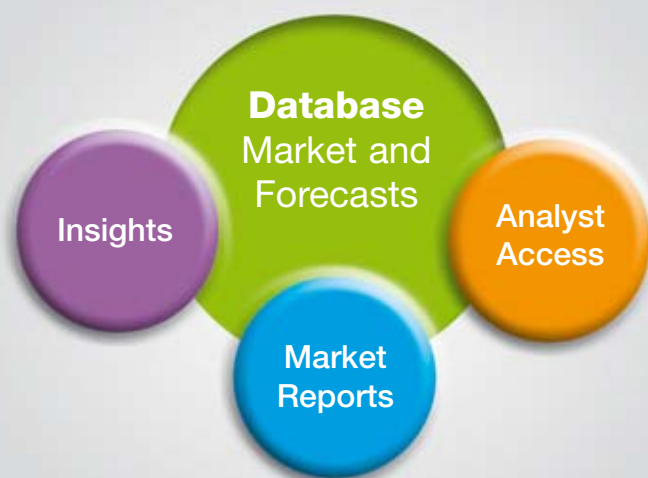 Database
Market and
Forecasts
Insights
Analyst
Access
Market
Reports